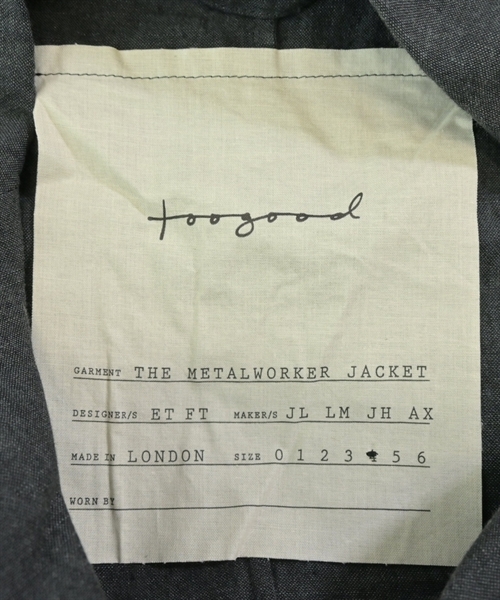 toogood
GARMENT THE METALWORKER JACKET
DESIGNER/S ET FT MAKER/S JL LM JH AX
MADE IN LONDON SIZE 0 1 2 3 4 5 6
WORN BY